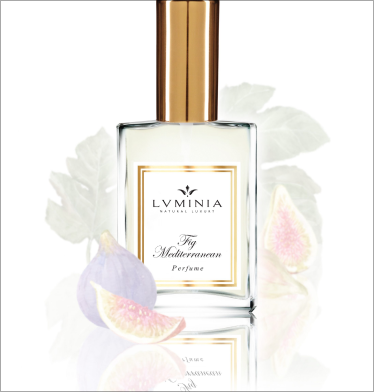 LVMINIA
NATURAL LUXURY
Fig
Mediterranean
Perfume